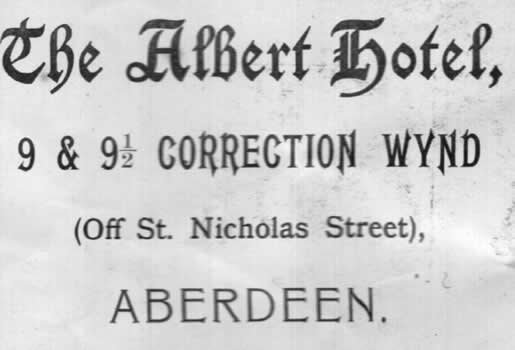 The Albert Hotel,
9 & 9½ CORRECTION WYND
(Off St. Nicholas Street),
ABERDEEN.